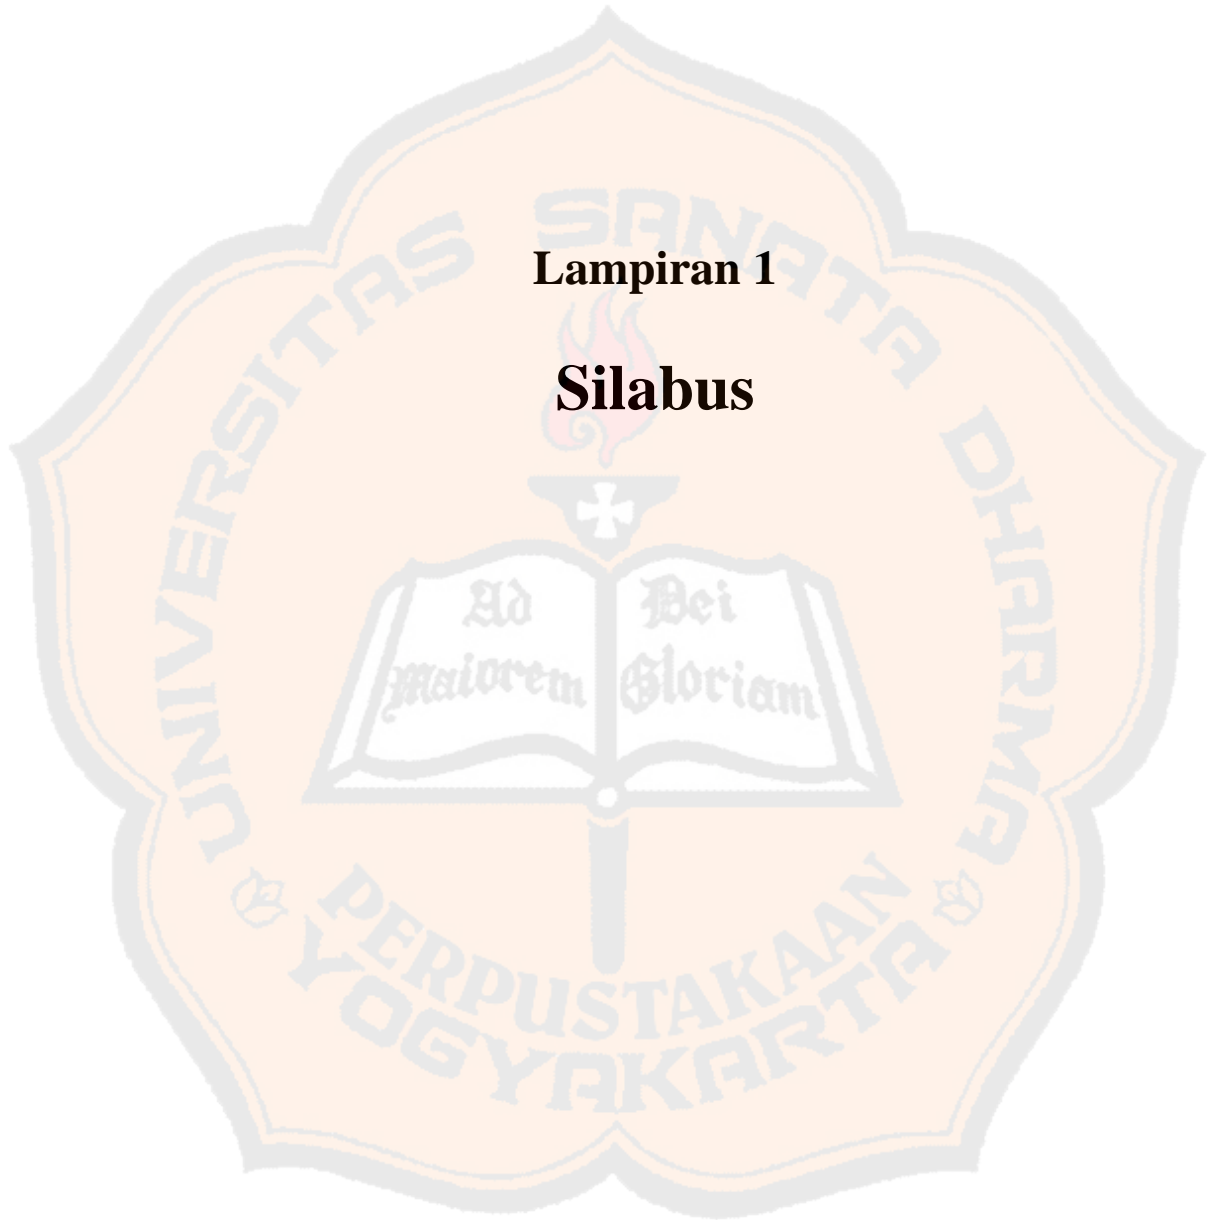 UNIVERSITAS SANATA DHARMA
Lampiran 1
Silabus
Ad
Dei
Maiorem
Gloriam
PERPUSTAKAAN
YOGYAKARTA